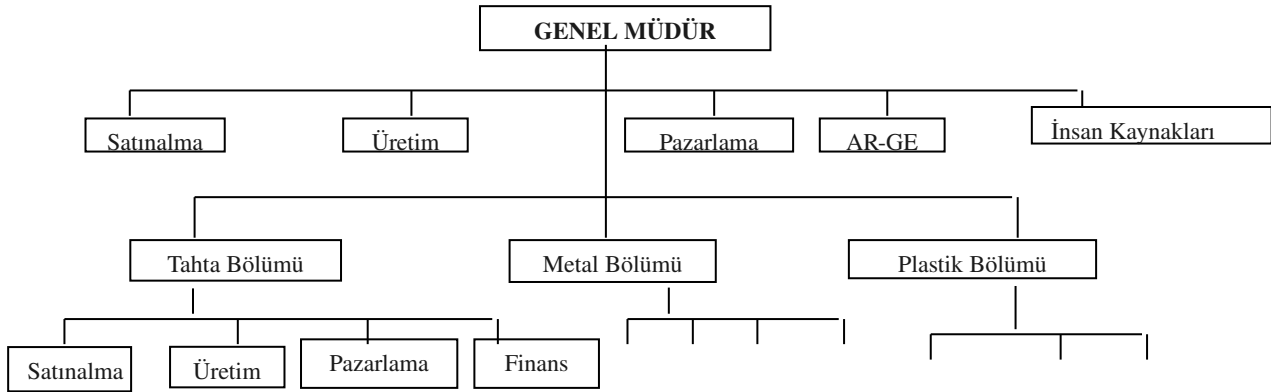 GENEL MÜDÜR
Satınalma
Üretim
Pazarlama
AR-GE
İnsan Kaynakları
Tahta Bölümü
Metal Bölümü
Plastik Bölümü
Satınalma
Üretim
Pazarlama
Finans